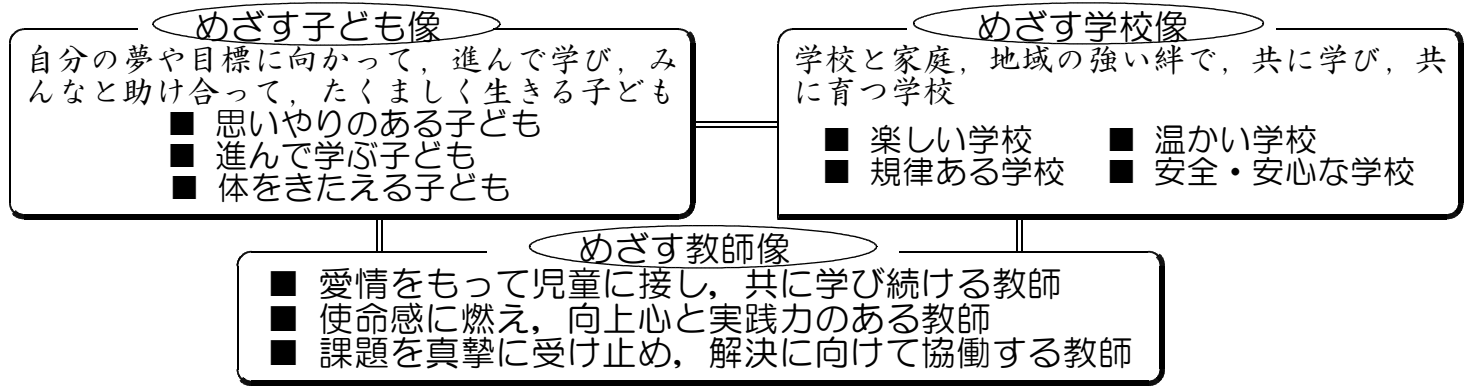 めざす子ども像
自分の夢や目標に向かって，進んで学び，み
んなと助け合って，たくましく生きる子ども
■ 思いやりのある子ども
■ 進んで学ぶ子ども
■ 体をきたえる子ども
めざす学校像
学校と家庭，地域の強い絆で，共に学び，共
に育つ学校
■ 楽しい学校 ■ 温かい学校
■ 規律ある学校 ■ 安全・安心な学校
めざす教師像
■ 愛情をもって児童に接し，共に学び続ける教師
■ 使命感に燃え，向上心と実践力のある教師
■ 課題を真摯に受け止め，解決に向けて協働する教師